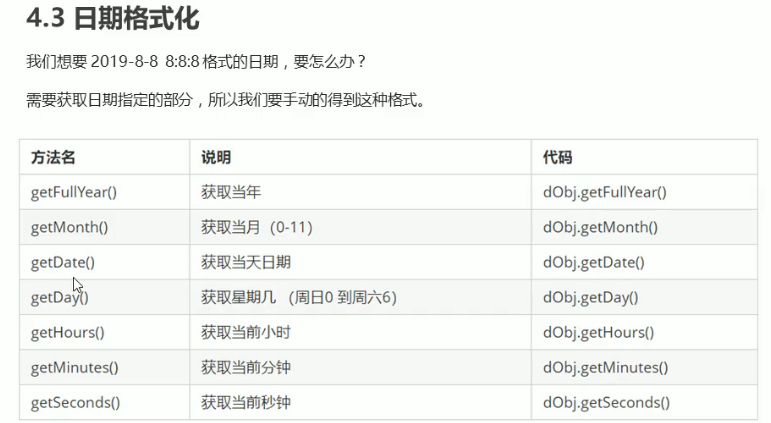 4.3 日期格式化
我们想要 2019-8-8 8:8:8 格式的日期，要怎么办？
需要获取日期指定的部分，所以我们要手动的得到这种格式。
方法名 说明 代码
getFullYear() 获取当年 dObj.getFullYear()
getMonth() 获取当月（0-11） dObj.getMonth()
getDate() 获取当天日期 dObj.getDate()
getDay() 获取星期几 （周日0 到周六6） dObj.getDay()
getHours() 获取当前小时 dObj.getHours()
getMinutes() 获取当前分钟 dObj.getMinutes()
getSeconds() 获取当前秒钟 dObj.getSeconds()